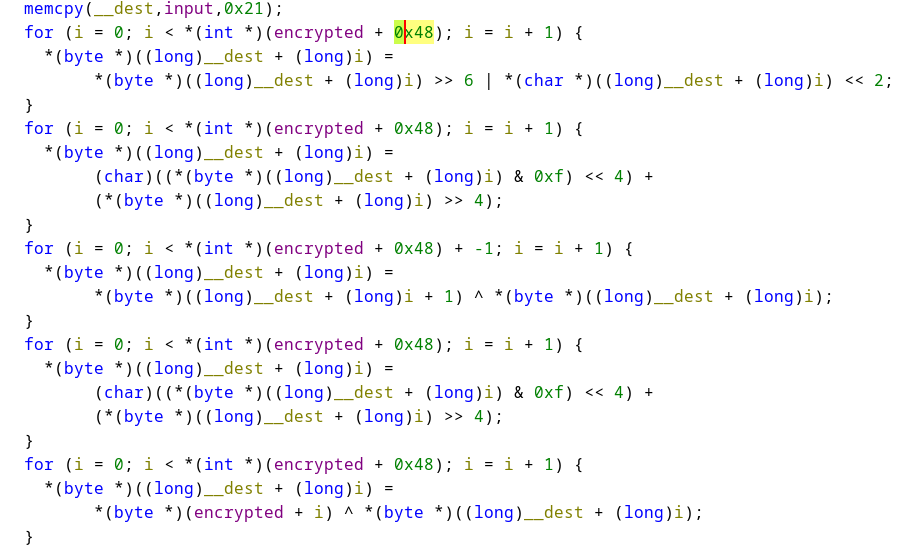 memcpy(__dest,input,0x21);
for (i = 0; i < *(int *)(encrypted + 0x48); i = i + 1) {
  *(byte *)((long)__dest + (long)i) =
       *(byte *)((long)__dest + (long)i) >> 6 | *(char *)((long)__dest + (long)i) << 2;
}
for (i = 0; i < *(int *)(encrypted + 0x48); i = i + 1) {
  *(byte *)((long)__dest + (long)i) =
       (char)((*(byte *)((long)__dest + (long)i) & 0xf) << 4) +
       (*(byte *)((long)__dest + (long)i) >> 4);
}
for (i = 0; i < *(int *)(encrypted + 0x48) + -1; i = i + 1) {
  *(byte *)((long)__dest + (long)i) =
       *(byte *)((long)__dest + (long)i + 1) ^ *(byte *)((long)__dest + (long)i);
}
for (i = 0; i < *(int *)(encrypted + 0x48); i = i + 1) {
  *(byte *)((long)__dest + (long)i) =
       (char)((*(byte *)((long)__dest + (long)i) & 0xf) << 4) +
       (*(byte *)((long)__dest + (long)i) >> 4);
}
for (i = 0; i < *(int *)(encrypted + 0x48); i = i + 1) {
  *(byte *)((long)__dest + (long)i) =
       *(byte *)(encrypted + i) ^ *(byte *)((long)__dest + (long)i);
}